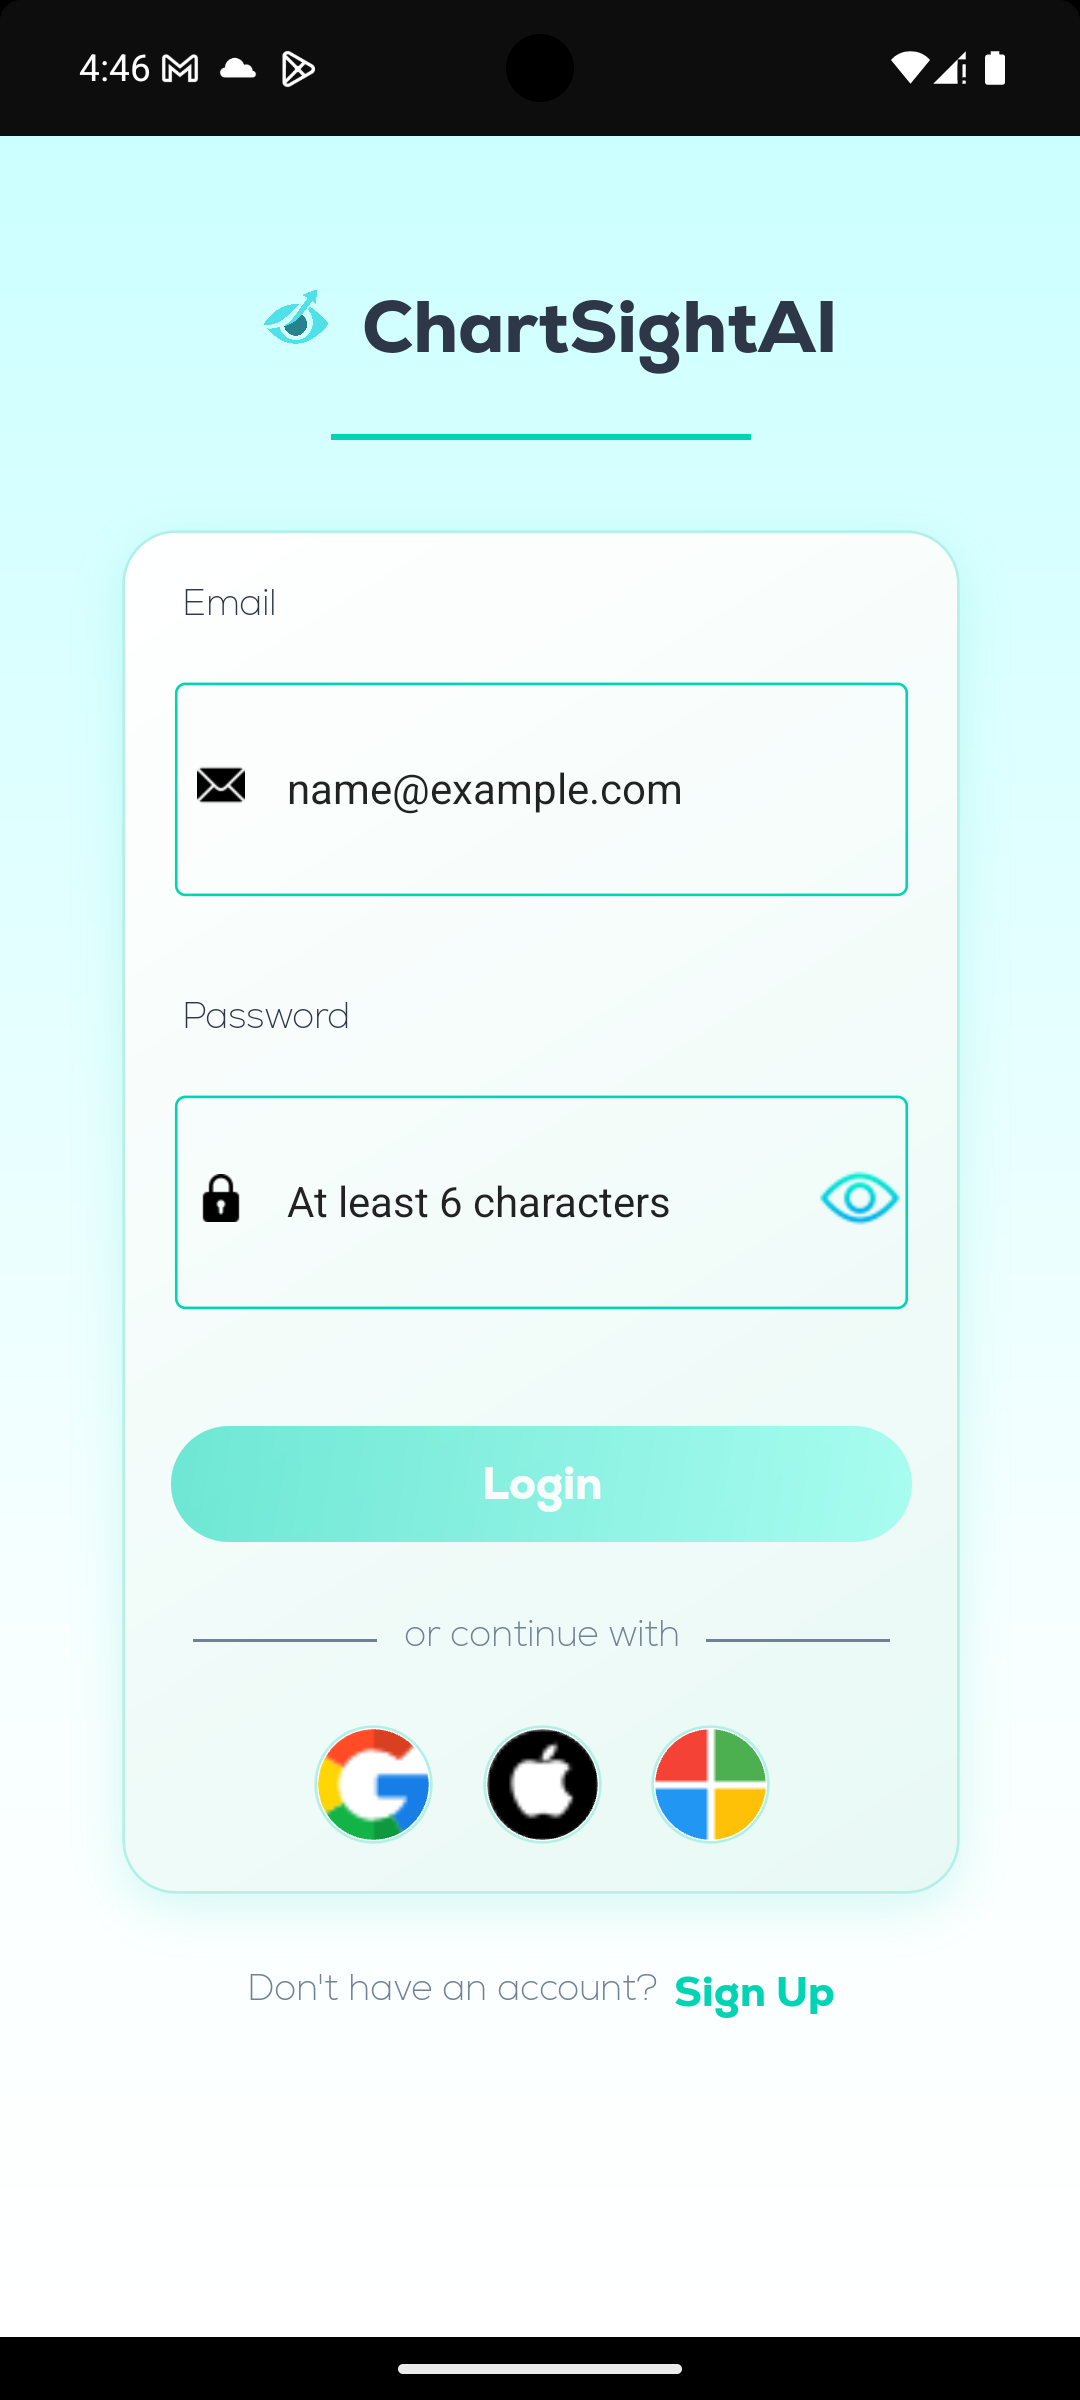 4:46
ChartSightAI
Email
name@example.com
Password
At least 6 characters
Login
or continue with
Don't have an account? Sign Up